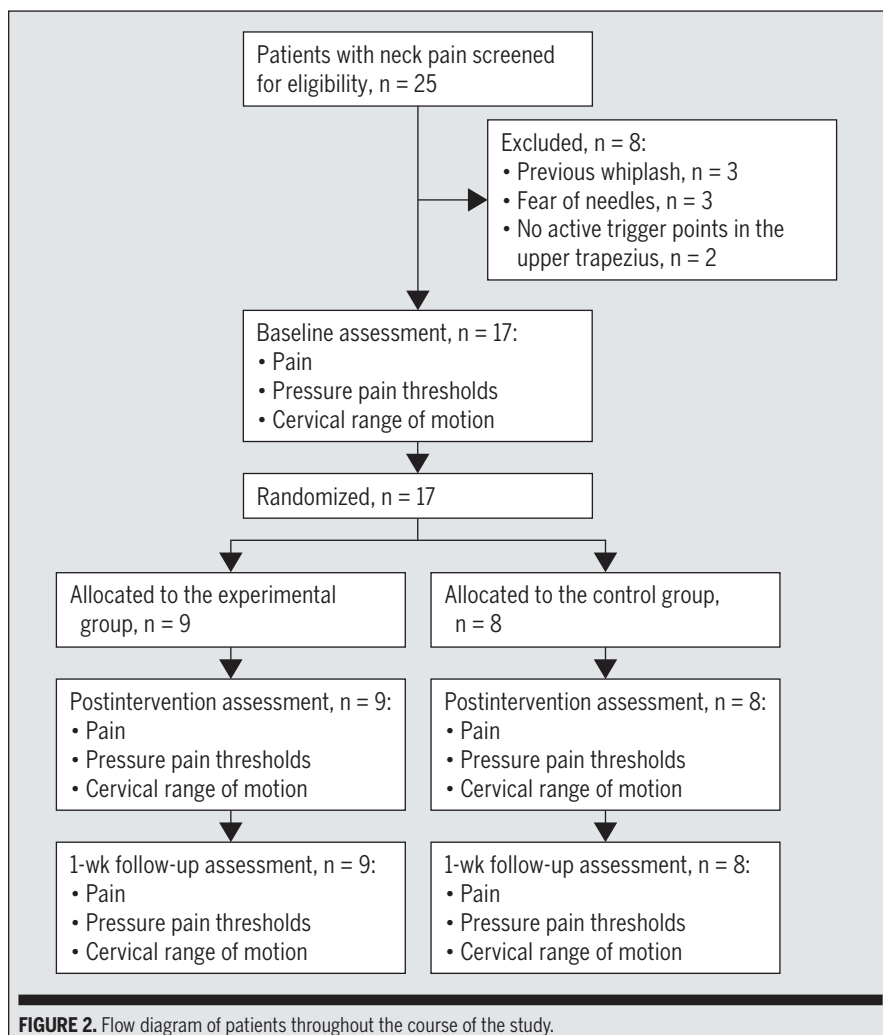 Patients with neck pain screened
for eligibility, n = 25
Excluded, n = 8:
• Previous whiplash, n = 3
• Fear of needles, n = 3
• No active trigger points in the
upper trapezius, n = 2
Baseline assessment, n = 17:
• Pain
• Pressure pain thresholds
• Cervical range of motion
Randomized, n = 17
Allocated to the experimental
group, n = 9
Allocated to the control group,
n = 8
Postintervention assessment, n = 9:
• Pain
• Pressure pain thresholds
• Cervical range of motion
Postintervention assessment, n = 8:
• Pain
• Pressure pain thresholds
• Cervical range of motion
1-wk follow-up assessment, n = 9:
• Pain
• Pressure pain thresholds
• Cervical range of motion
1-wk follow-up assessment, n = 8:
• Pain
• Pressure pain thresholds
• Cervical range of motion
FIGURE 2. Flow diagram of patients throughout the course of the study.